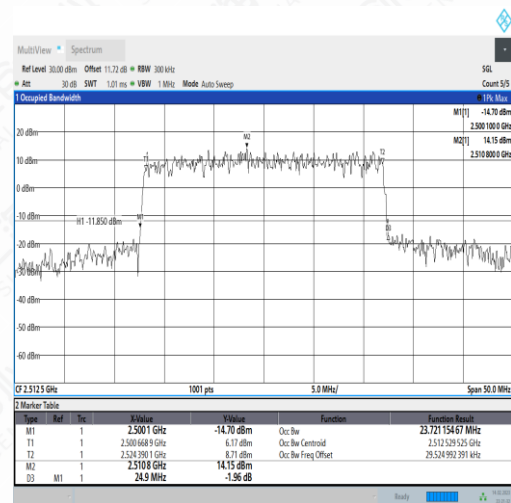 MultiView Spectrum
Ref Level 30.00 dBm Offset 11.72 dB RBW 300 kHz SGL
Att 30 dB SWT 1.01 ms VBW 1 MHz Mode Auto Sweep Count 5/5
1 Occupied Bandwidth 1Pk Max
M1[1] -14.70 dBm
2.500 100 0 GHz
M2[1] 14.15 dBm
2.510 800 0 GHz
20 dBm
10 dBm
0 dBm
-10 dBm
-20 dBm
-30 dBm
-40 dBm
-50 dBm
-60 dBm
H1 -11.850 dBm
T1
M2
T2
M1
D3
CF 2.512 5 GHz 1001 pts 5.0 MHz/ Span 50.0 MHz
2 Marker Table
Type Ref Trc X-Value Y-Value Function Function Result
M1 1 2.5001 GHz -14.70 dBm Occ Bw 23.721 154 67 MHz
T1 1 2.500 668 9 GHz 6.17 dBm Occ Bw Centroid 2.512 529 525 GHz
T2 1 2.524 390 1 GHz 8.71 dBm Occ Bw Freq Offset 29.524 992 391 kHz
M2 1 2.5108 GHz 14.15 dBm
D3 M1 1 24.9 MHz -1.96 dB
Ready